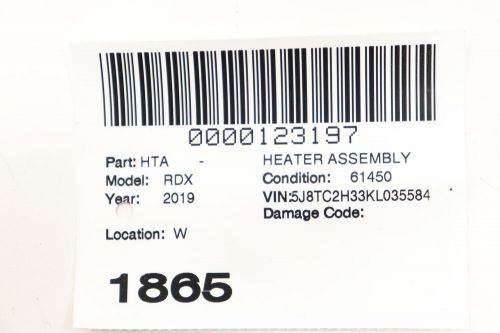 0000123197
Part: HTA - HEATER ASSEMBLY
Model: RDX Condition: 61450
Year: 2019 VIN:5J8TC2H33KL035584
Damage Code:
Location: W
1865